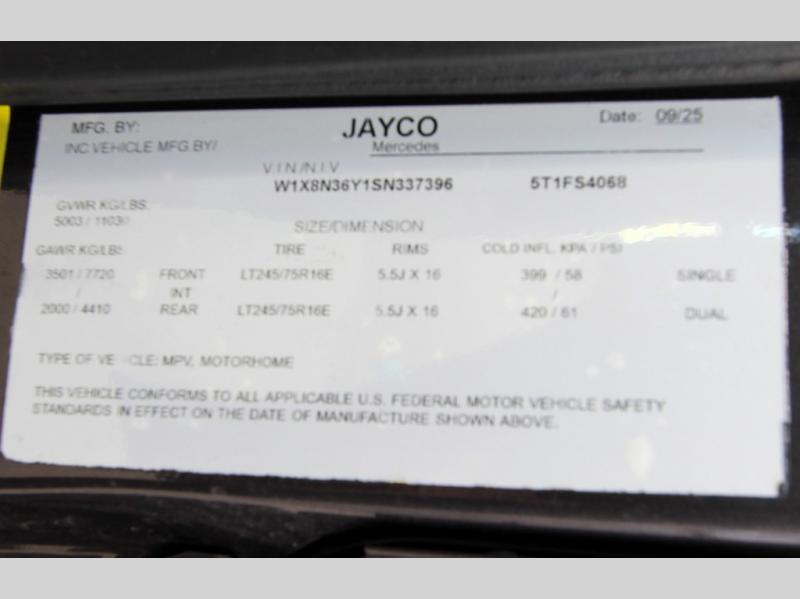 MFG. BY: JAYCO Date: 09/25
INC.VEHICLE MFG.BY/ Mercedes
V.I.N/N.I.V
W1X8N36Y1SN337396 5T1FS4068
GVWR KG/LBS.
5003 / 11030
SIZE/DIMENSION
GAWR KG/LBS TIRE RIMS COLD INFL. KPA / PSI
3501 / 7720 FRONT LT245/75R16E 5.5J X 16 399 / 58 SINGLE
/ INT /
2000 / 4410 REAR LT245/75R16E 5.5J X 16 420 / 61 DUAL
TYPE OF VE CLE: MPV, MOTORHOME
THIS VEHICLE CONFORMS TO ALL APPLICABLE U.S. FEDERAL MOTOR VEHICLE SAFETY
STANDARDS IN EFFECT ON THE DATE OF MANUFACTURE SHOWN ABOVE.